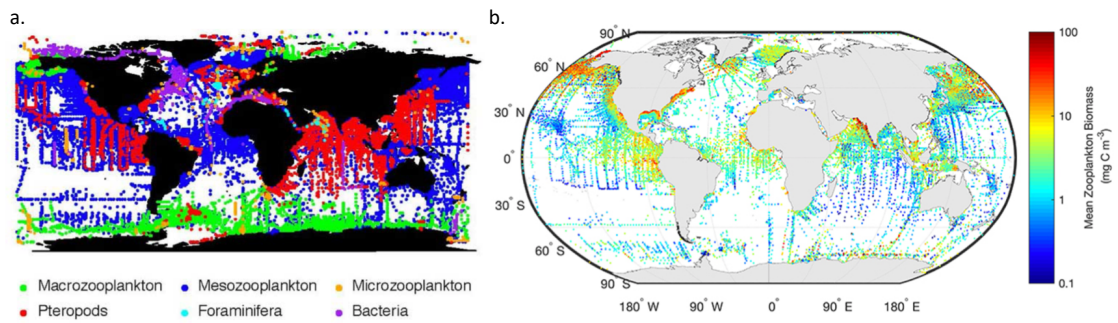 a.
Macrozooplankton Mesozooplankton Microzooplankton
Pteropods Foraminifera Bacteria
b.
90° N
60° N
30° N
0°
30° S
60° S
90° S
180° W 90° W 0° 90° E 180° E
100
10
1
0.1
Mean Zooplankton Biomass
(mg C m⁻³)